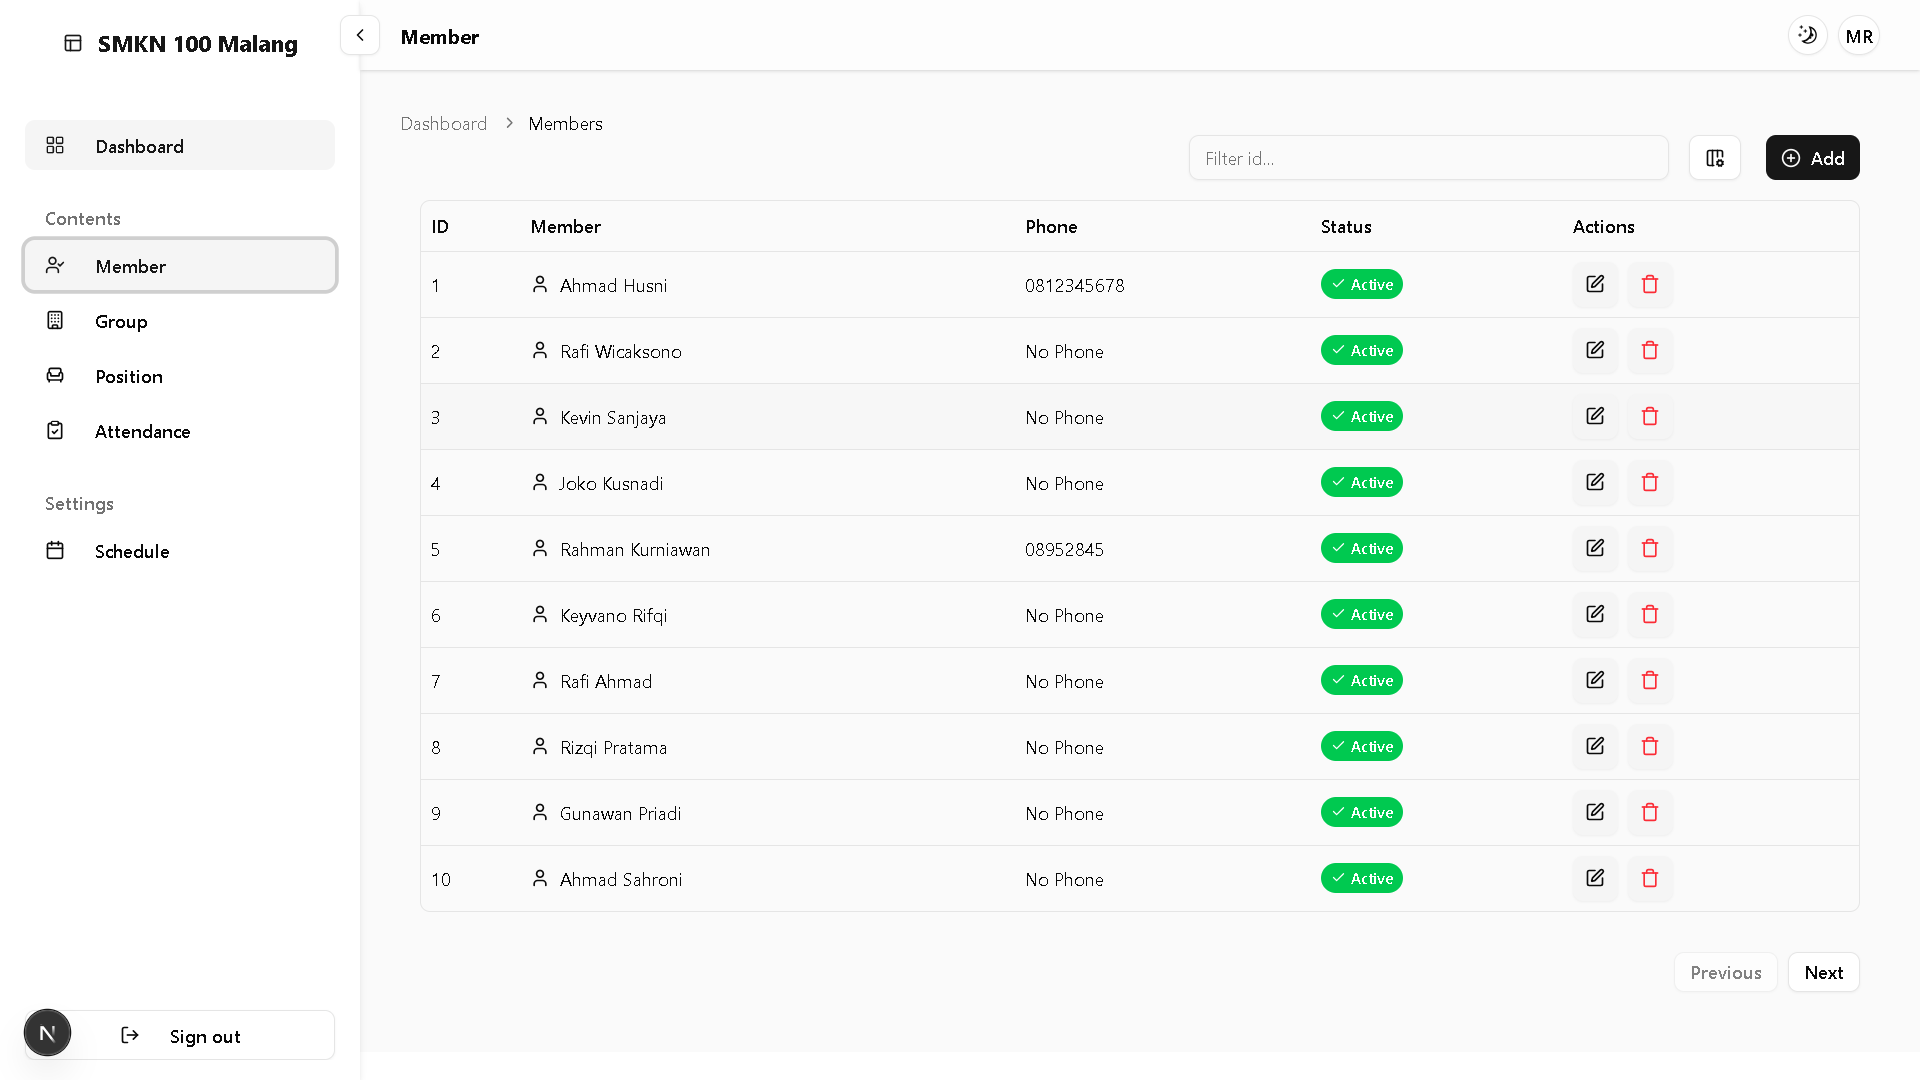 SMKN 100 Malang
Member
MR
Dashboard
Contents
Member
Group
Position
Attendance
Settings
Schedule
N
Sign out
Dashboard > Members
Filter id...
Add
ID Member Phone Status Actions
1 Ahmad Husni 0812345678 Active
2 Rafi Wicaksono No Phone Active
3 Kevin Sanjaya No Phone Active
4 Joko Kusnadi No Phone Active
5 Rahman Kurniawan 08952845 Active
6 Keyvano Rifqi No Phone Active
7 Rafi Ahmad No Phone Active
8 Rizqi Pratama No Phone Active
9 Gunawan Priadi No Phone Active
10 Ahmad Sahroni No Phone Active
Previous Next